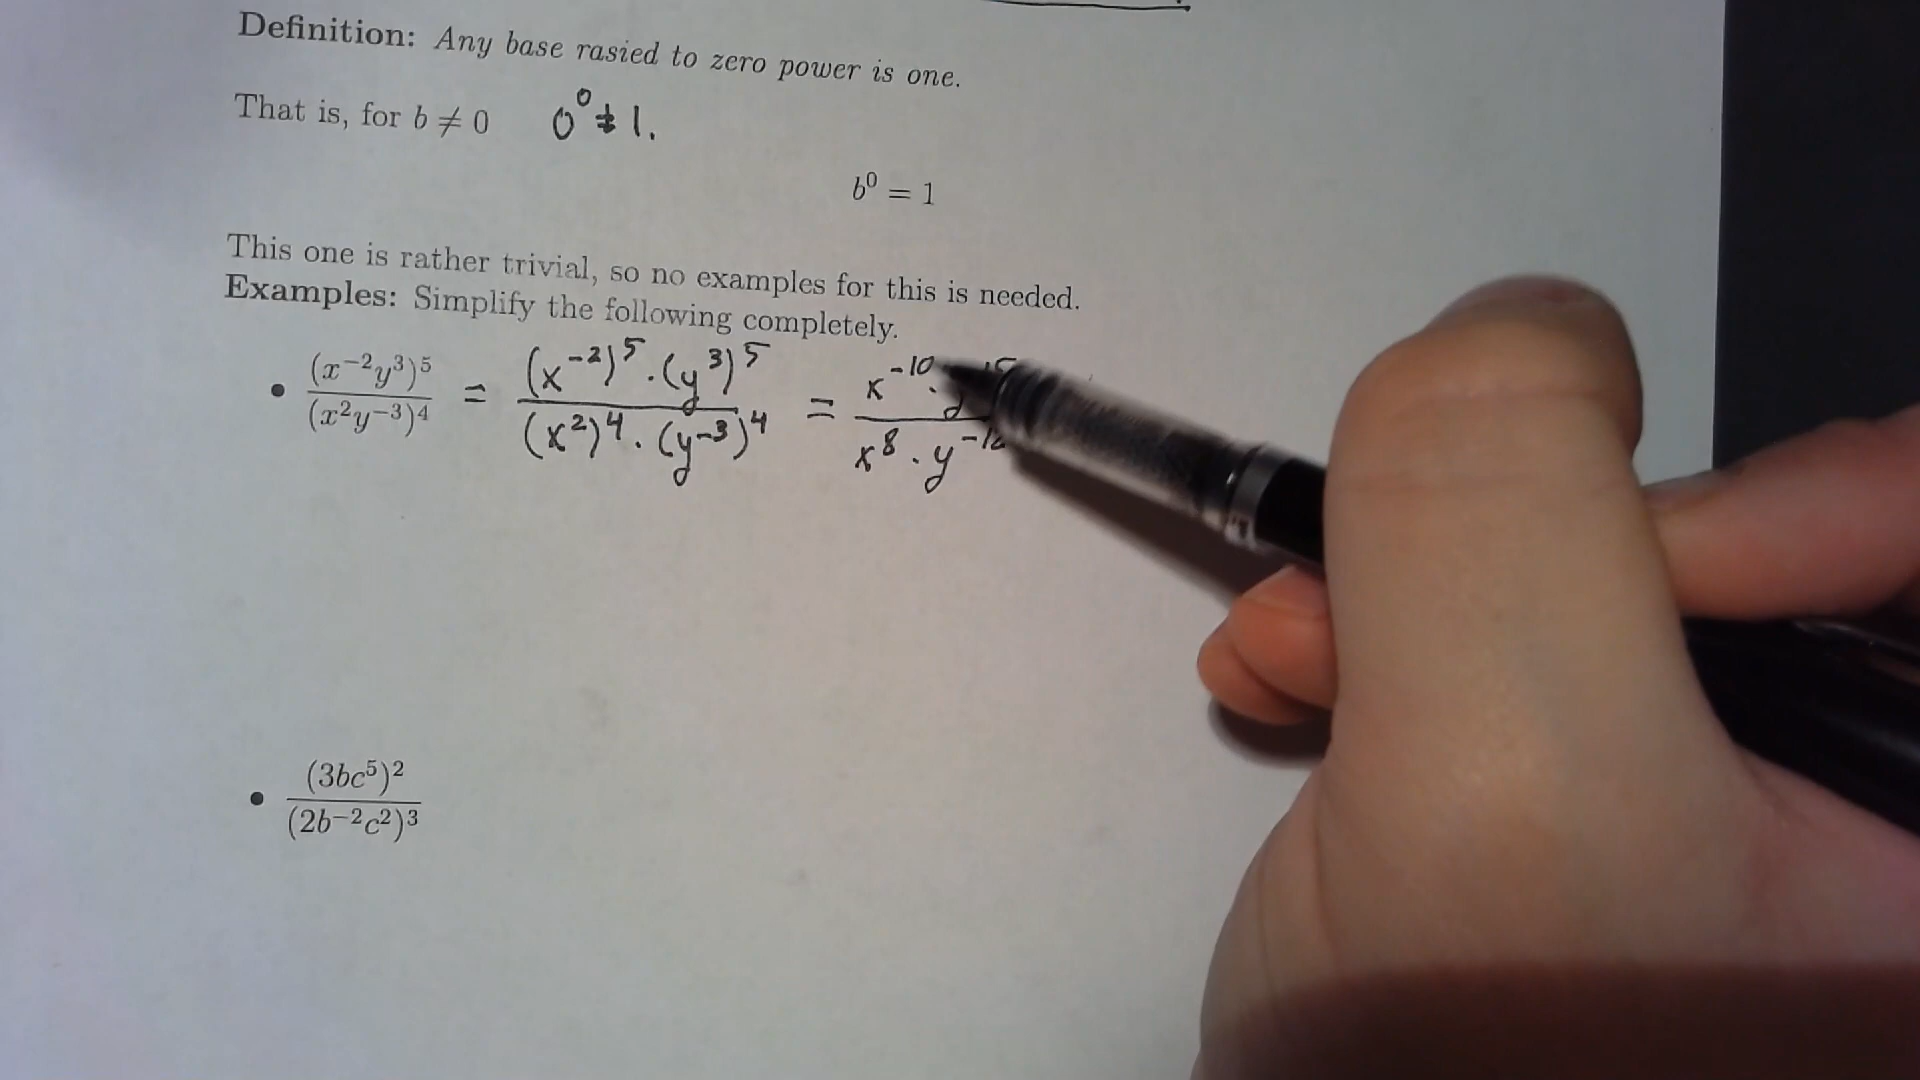 Definition: Any base rasied to zero power is one.
That is, for b ≠ 0 0⁰ ≠ 1.
b⁰ = 1
This one is rather trivial, so no examples for this is needed.
Examples: Simplify the following completely.
• (x⁻²y³)⁵ / (x²y⁻³)⁴ = (x⁻²)⁵ · (y³)⁵ / (x²)⁴ · (y⁻³)⁴ = x⁻¹⁰ · y / x⁸ · y
• (3bc⁵)² / (2b⁻²c²)³